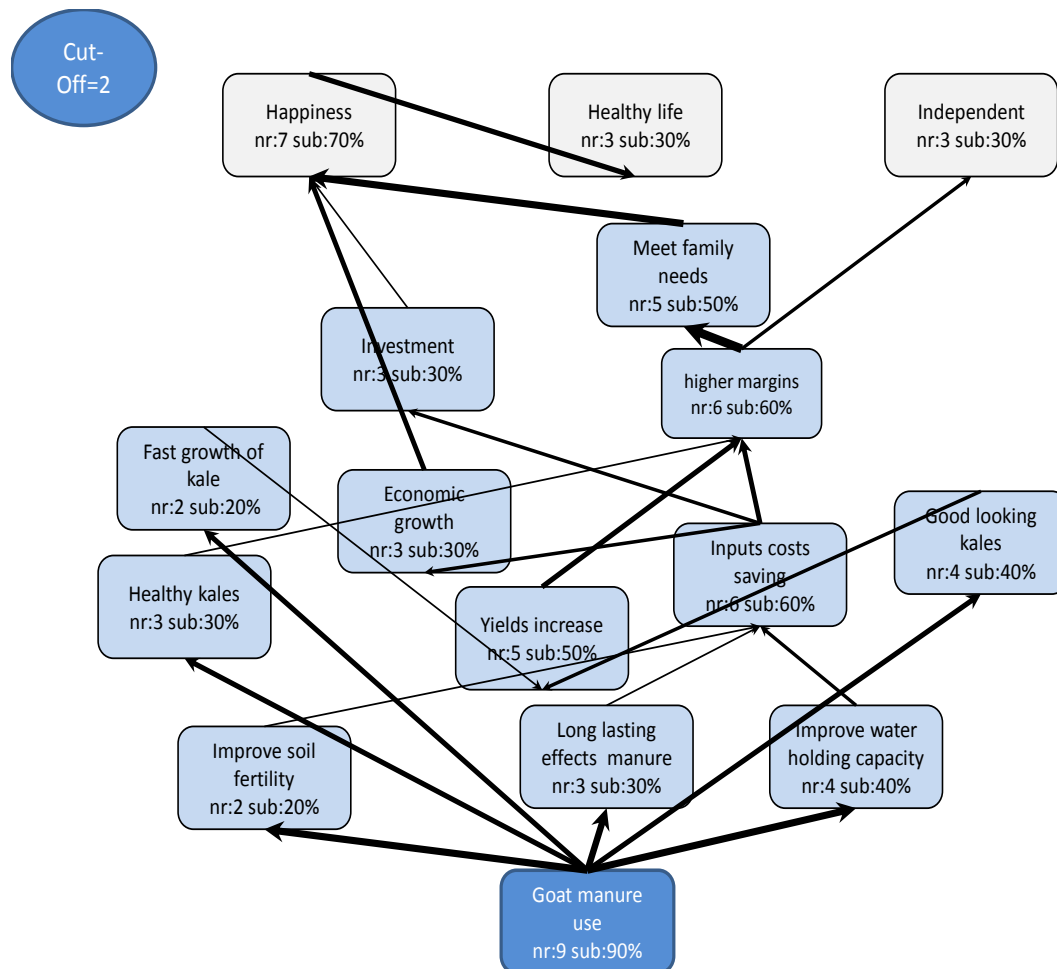 Cut-
Off=2
Happiness
nr:7 sub:70%
Healthy life
nr:3 sub:30%
Independent
nr:3 sub:30%
Meet family
needs
nr:5 sub:50%
Investment
nr:3 sub:30%
higher margins
nr:6 sub:60%
Fast growth of
kale
nr:2 sub:20%
Economic
growth
nr:3 sub:30%
Good looking
kales
nr:4 sub:40%
Inputs costs
saving
nr:6 sub:60%
Healthy kales
nr:3 sub:30%
Yields increase
nr:5 sub:50%
Improve soil
fertility
nr:2 sub:20%
Long lasting
effects  manure
nr:3 sub:30%
Improve water
holding capacity
nr:4 sub:40%
Goat manure
use
nr:9 sub:90%